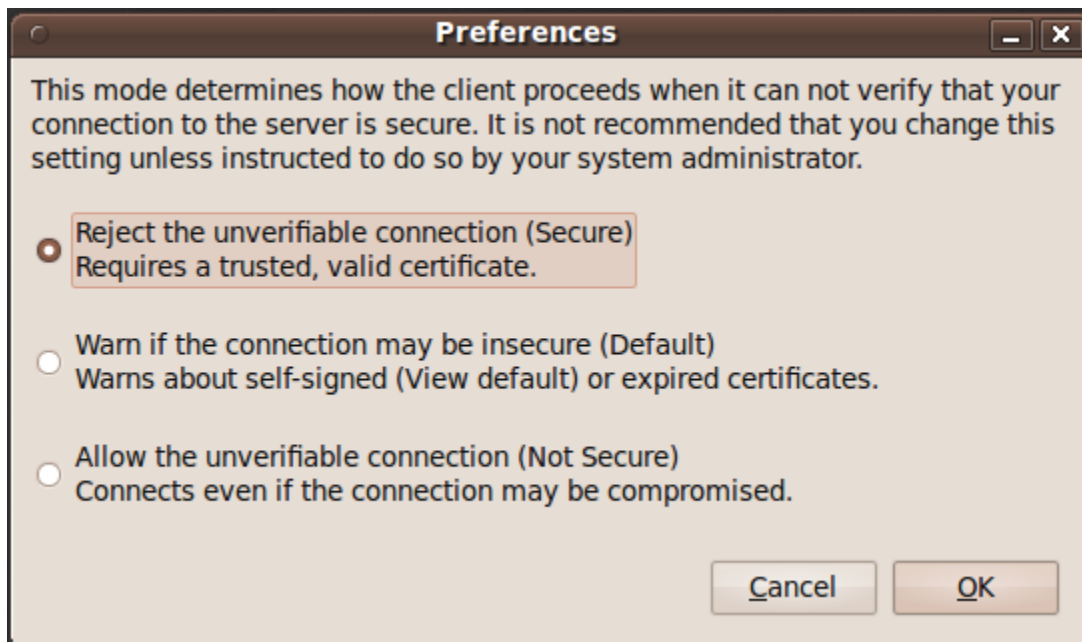 Preferences
This mode determines how the client proceeds when it can not verify that your
connection to the server is secure. It is not recommended that you change this
setting unless instructed to do so by your system administrator.
Reject the unverifiable connection (Secure)
Requires a trusted, valid certificate.
Warn if the connection may be insecure (Default)
Warns about self-signed (View default) or expired certificates.
Allow the unverifiable connection (Not Secure)
Connects even if the connection may be compromised.
Cancel OK